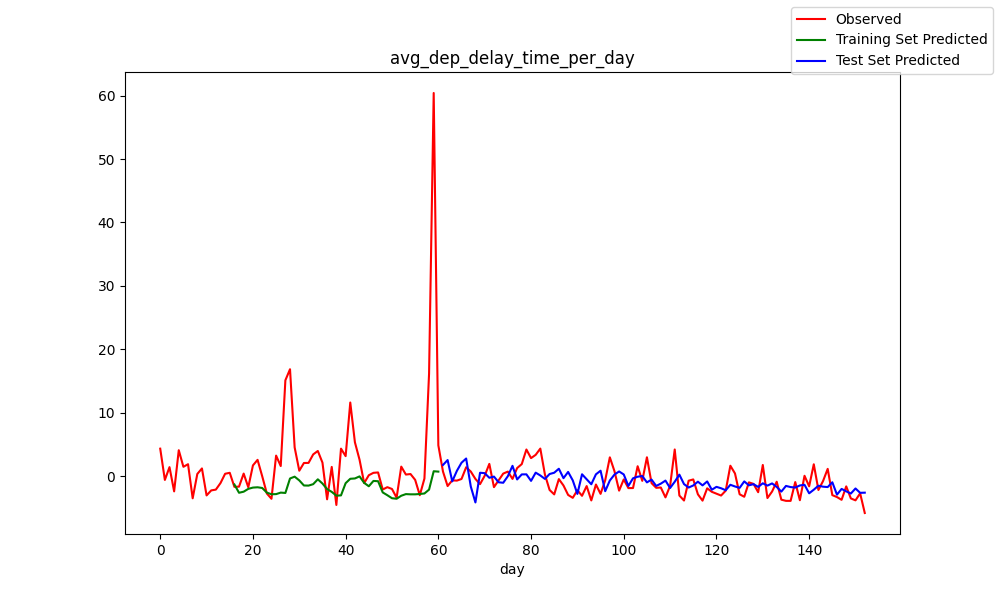 Observed
Training Set Predicted
Test Set Predicted
avg_dep_delay_time_per_day
60
50
40
30
20
10
0
0 20 40 60 80 100 120 140
day